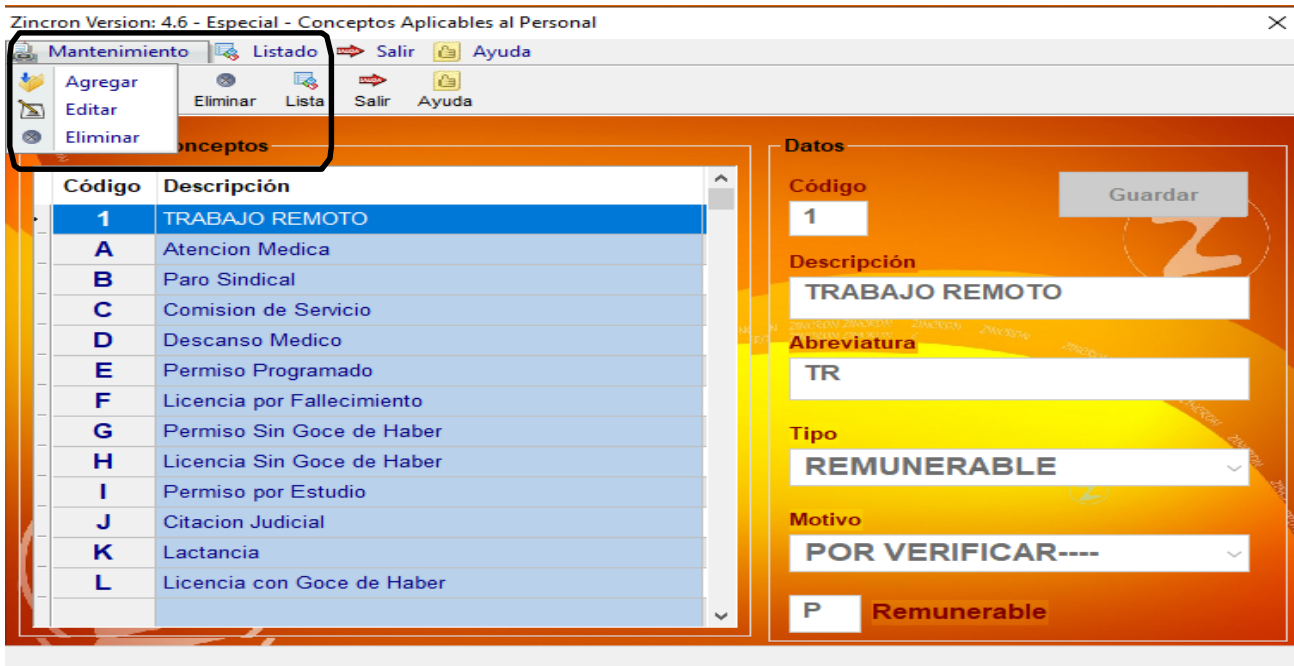 Zincron Version: 4.6 - Especial - Conceptos Aplicables al Personal
Mantenimiento Listado Salir Ayuda
Agregar
Editar
Eliminar
Eliminar Lista Salir Ayuda
onceptos
Código Descripción
1 TRABAJO REMOTO
A Atencion Medica
B Paro Sindical
C Comision de Servicio
D Descanso Medico
E Permiso Programado
F Licencia por Fallecimiento
G Permiso Sin Goce de Haber
H Licencia Sin Goce de Haber
I Permiso por Estudio
J Citacion Judicial
K Lactancia
L Licencia con Goce de Haber
Datos
Código
Guardar
1
Descripción
TRABAJO REMOTO
Abreviatura
TR
Tipo
REMUNERABLE
Motivo
POR VERIFICAR----
P Remunerable